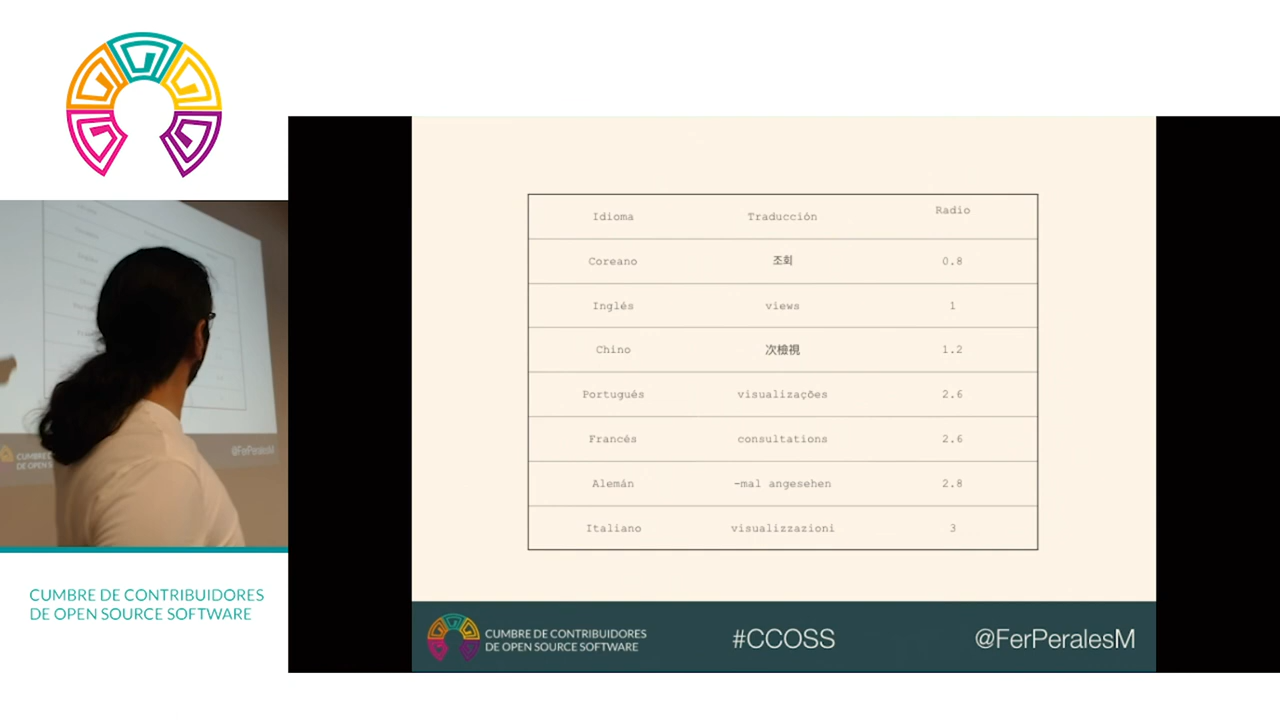 Idioma Traducción Radio
Coreano 조회 0.8
Inglés views 1
Chino 次檢視 1.2
Portugués visualizações 2.6
Francés consultations 2.6
Alemán -mal angesehen 2.8
Italiano visualizzazioni 3
@FerPeralesM
CUMBRE DE CONTRIBUIDORES
DE OPEN SOURCE SOFTWARE
CUMBRE DE CONTRIBUIDORES
DE OPEN SOURCE SOFTWARE
#CCOSS
@FerPeralesM